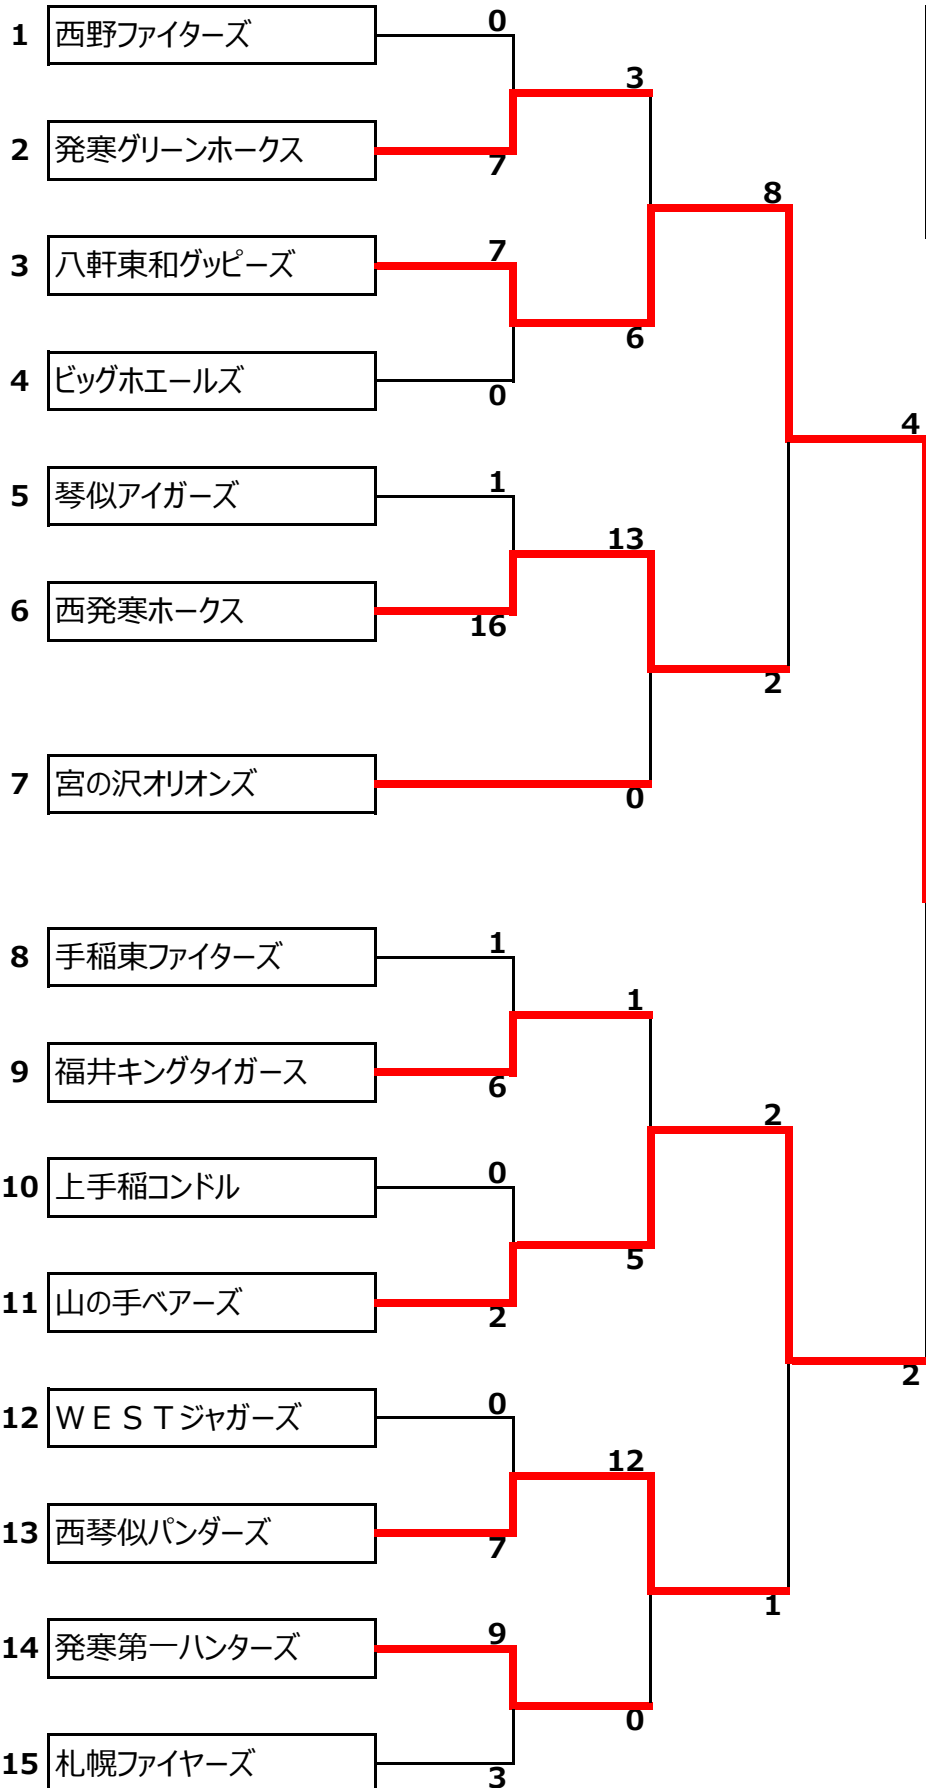 0
1 西野ファイターズ
3
2 発寒グリーンホークス
7
8
7
3 八軒東和グッピーズ
6
4 ビッグホエールズ
0
4
1
5 琴似アイガーズ
13
6 西発寒ホークス
16
2
7 宮の沢オリオンズ
0
1
8 手稲東ファイターズ
1
9 福井キングタイガース
6
2
0
10 上手稲コンドル
5
11 山の手ベアーズ
2
2
0
12 ＷＥＳＴジャガーズ
12
13 西琴似パンダーズ
7
1
9
14 発寒第一ハンターズ
0
15 札幌ファイヤーズ
3